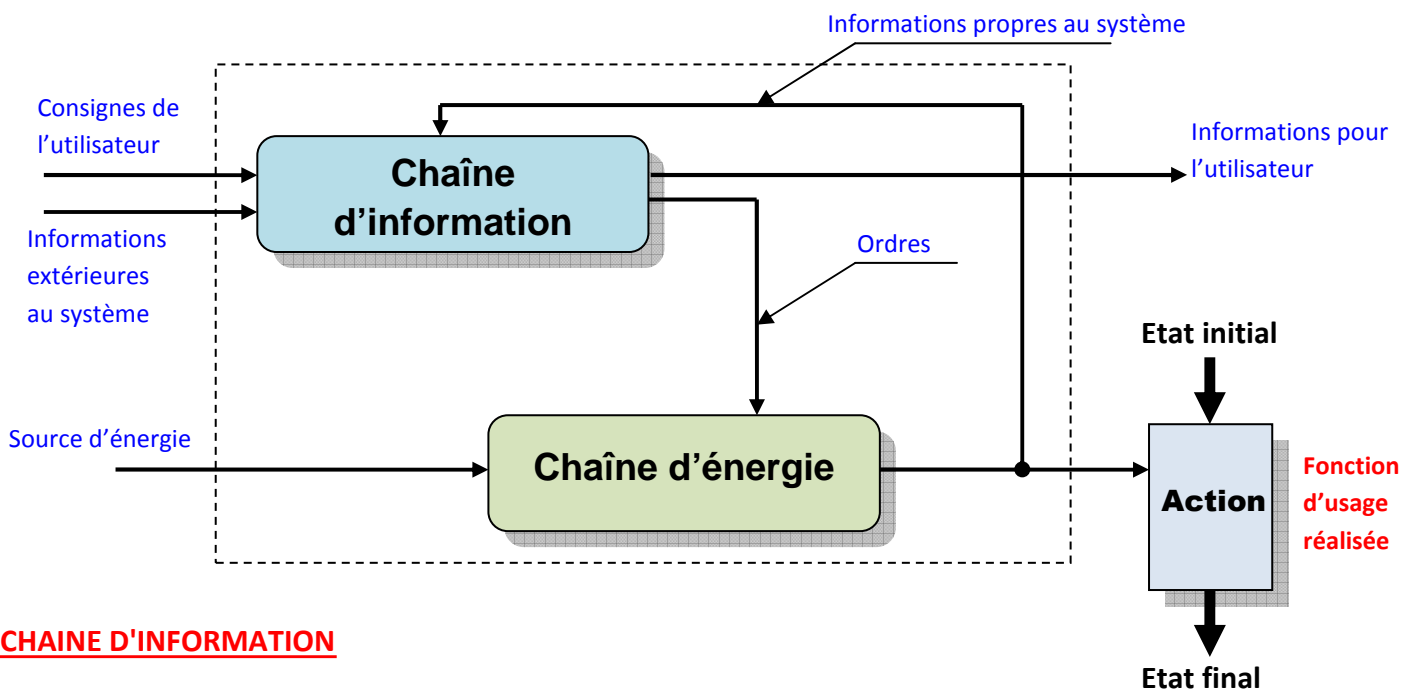 Informations propres au système
Consignes de
l’utilisateur
Informations pour
l’utilisateur
Chaîne
d’information
Informations
extérieures
au système
Ordres
Etat initial
Source d’énergie
Chaîne d’énergie
Action
Fonction
d’usage
réalisée
CHAINE D'INFORMATION
Etat final